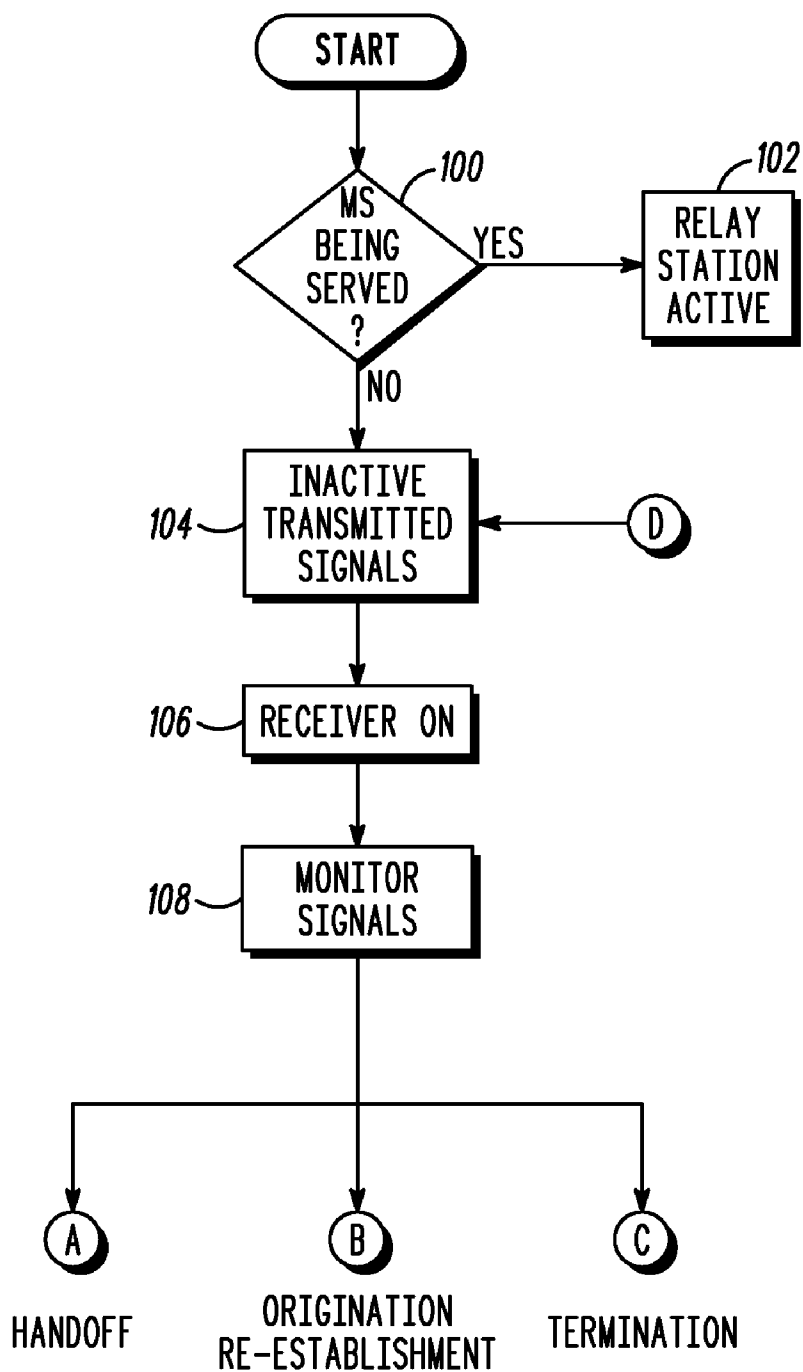 START
100
MS
BEING
SERVED
?
YES
102
RELAY
STATION
ACTIVE
NO
104
INACTIVE
TRANSMITTED
SIGNALS
D
106
RECEIVER ON
108
MONITOR
SIGNALS
A
B
C
HANDOFF
ORIGINATION
RE-ESTABLISHMENT
TERMINATION